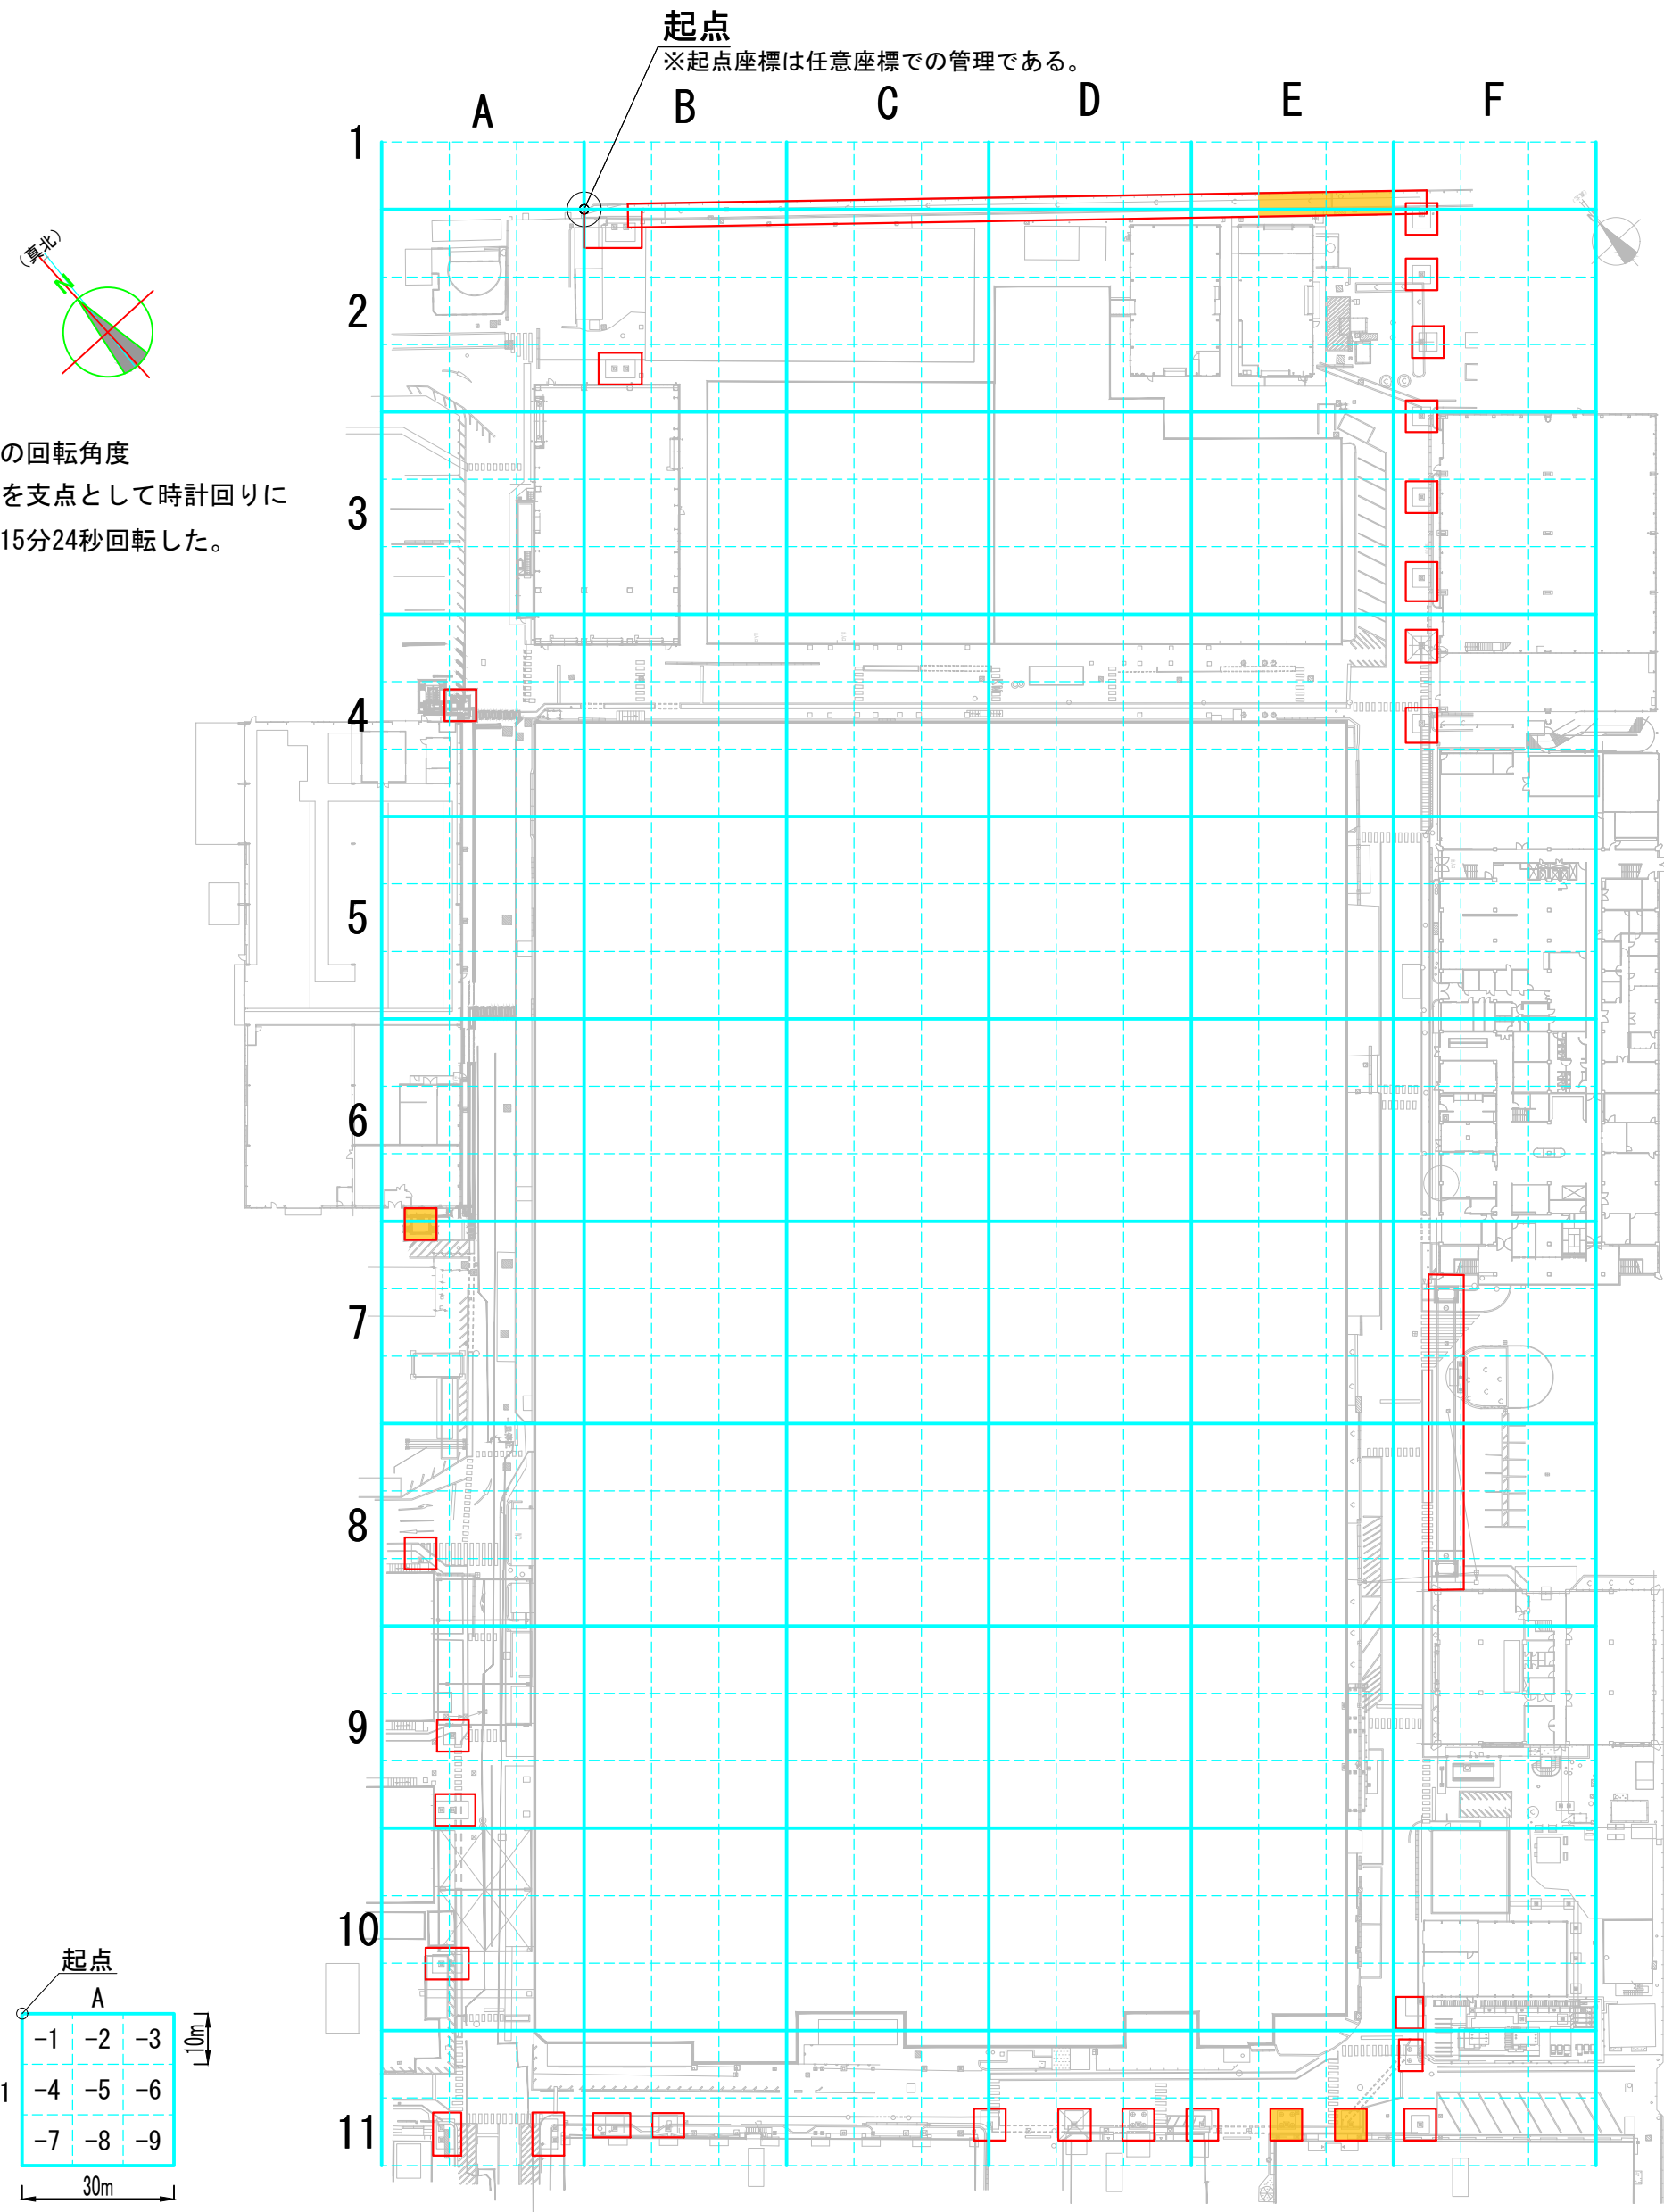 起点
※起点座標は任意座標での管理である。
A
B
C
D
E
F
1
2
3
4
5
6
7
8
9
10
11
(真北)
N
の回転角度
を支点として時計回りに
15分24秒回転した。
起点
A
-1 -2 -3
10m
1
-4 -5 -6
-7 -8 -9
30m